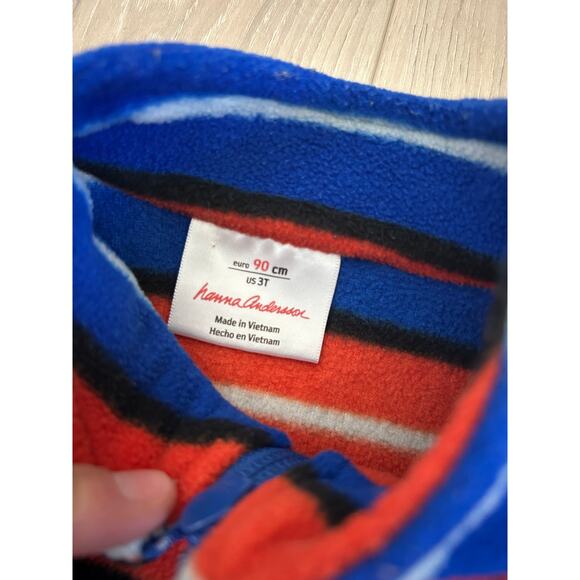 euro 90 cm
US 3T
hanna andersson
Made in Vietnam
Hecho en Vietnam